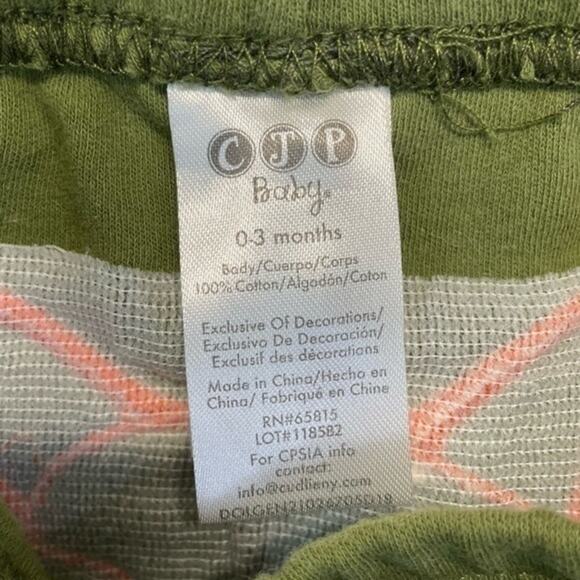 CJP
Baby®
0-3 months
Body/Cuerpo/Corps
100% Cotton/Algodón/Coton
Exclusive Of Decorations/
Exclusivo De Decoración/
Exclusif des décorations
Made in China/Hecho en
China/ Fabriqué en Chine
RN#65815
LOT#118582
For CPSIA info
contact:
info@cudlieny.com